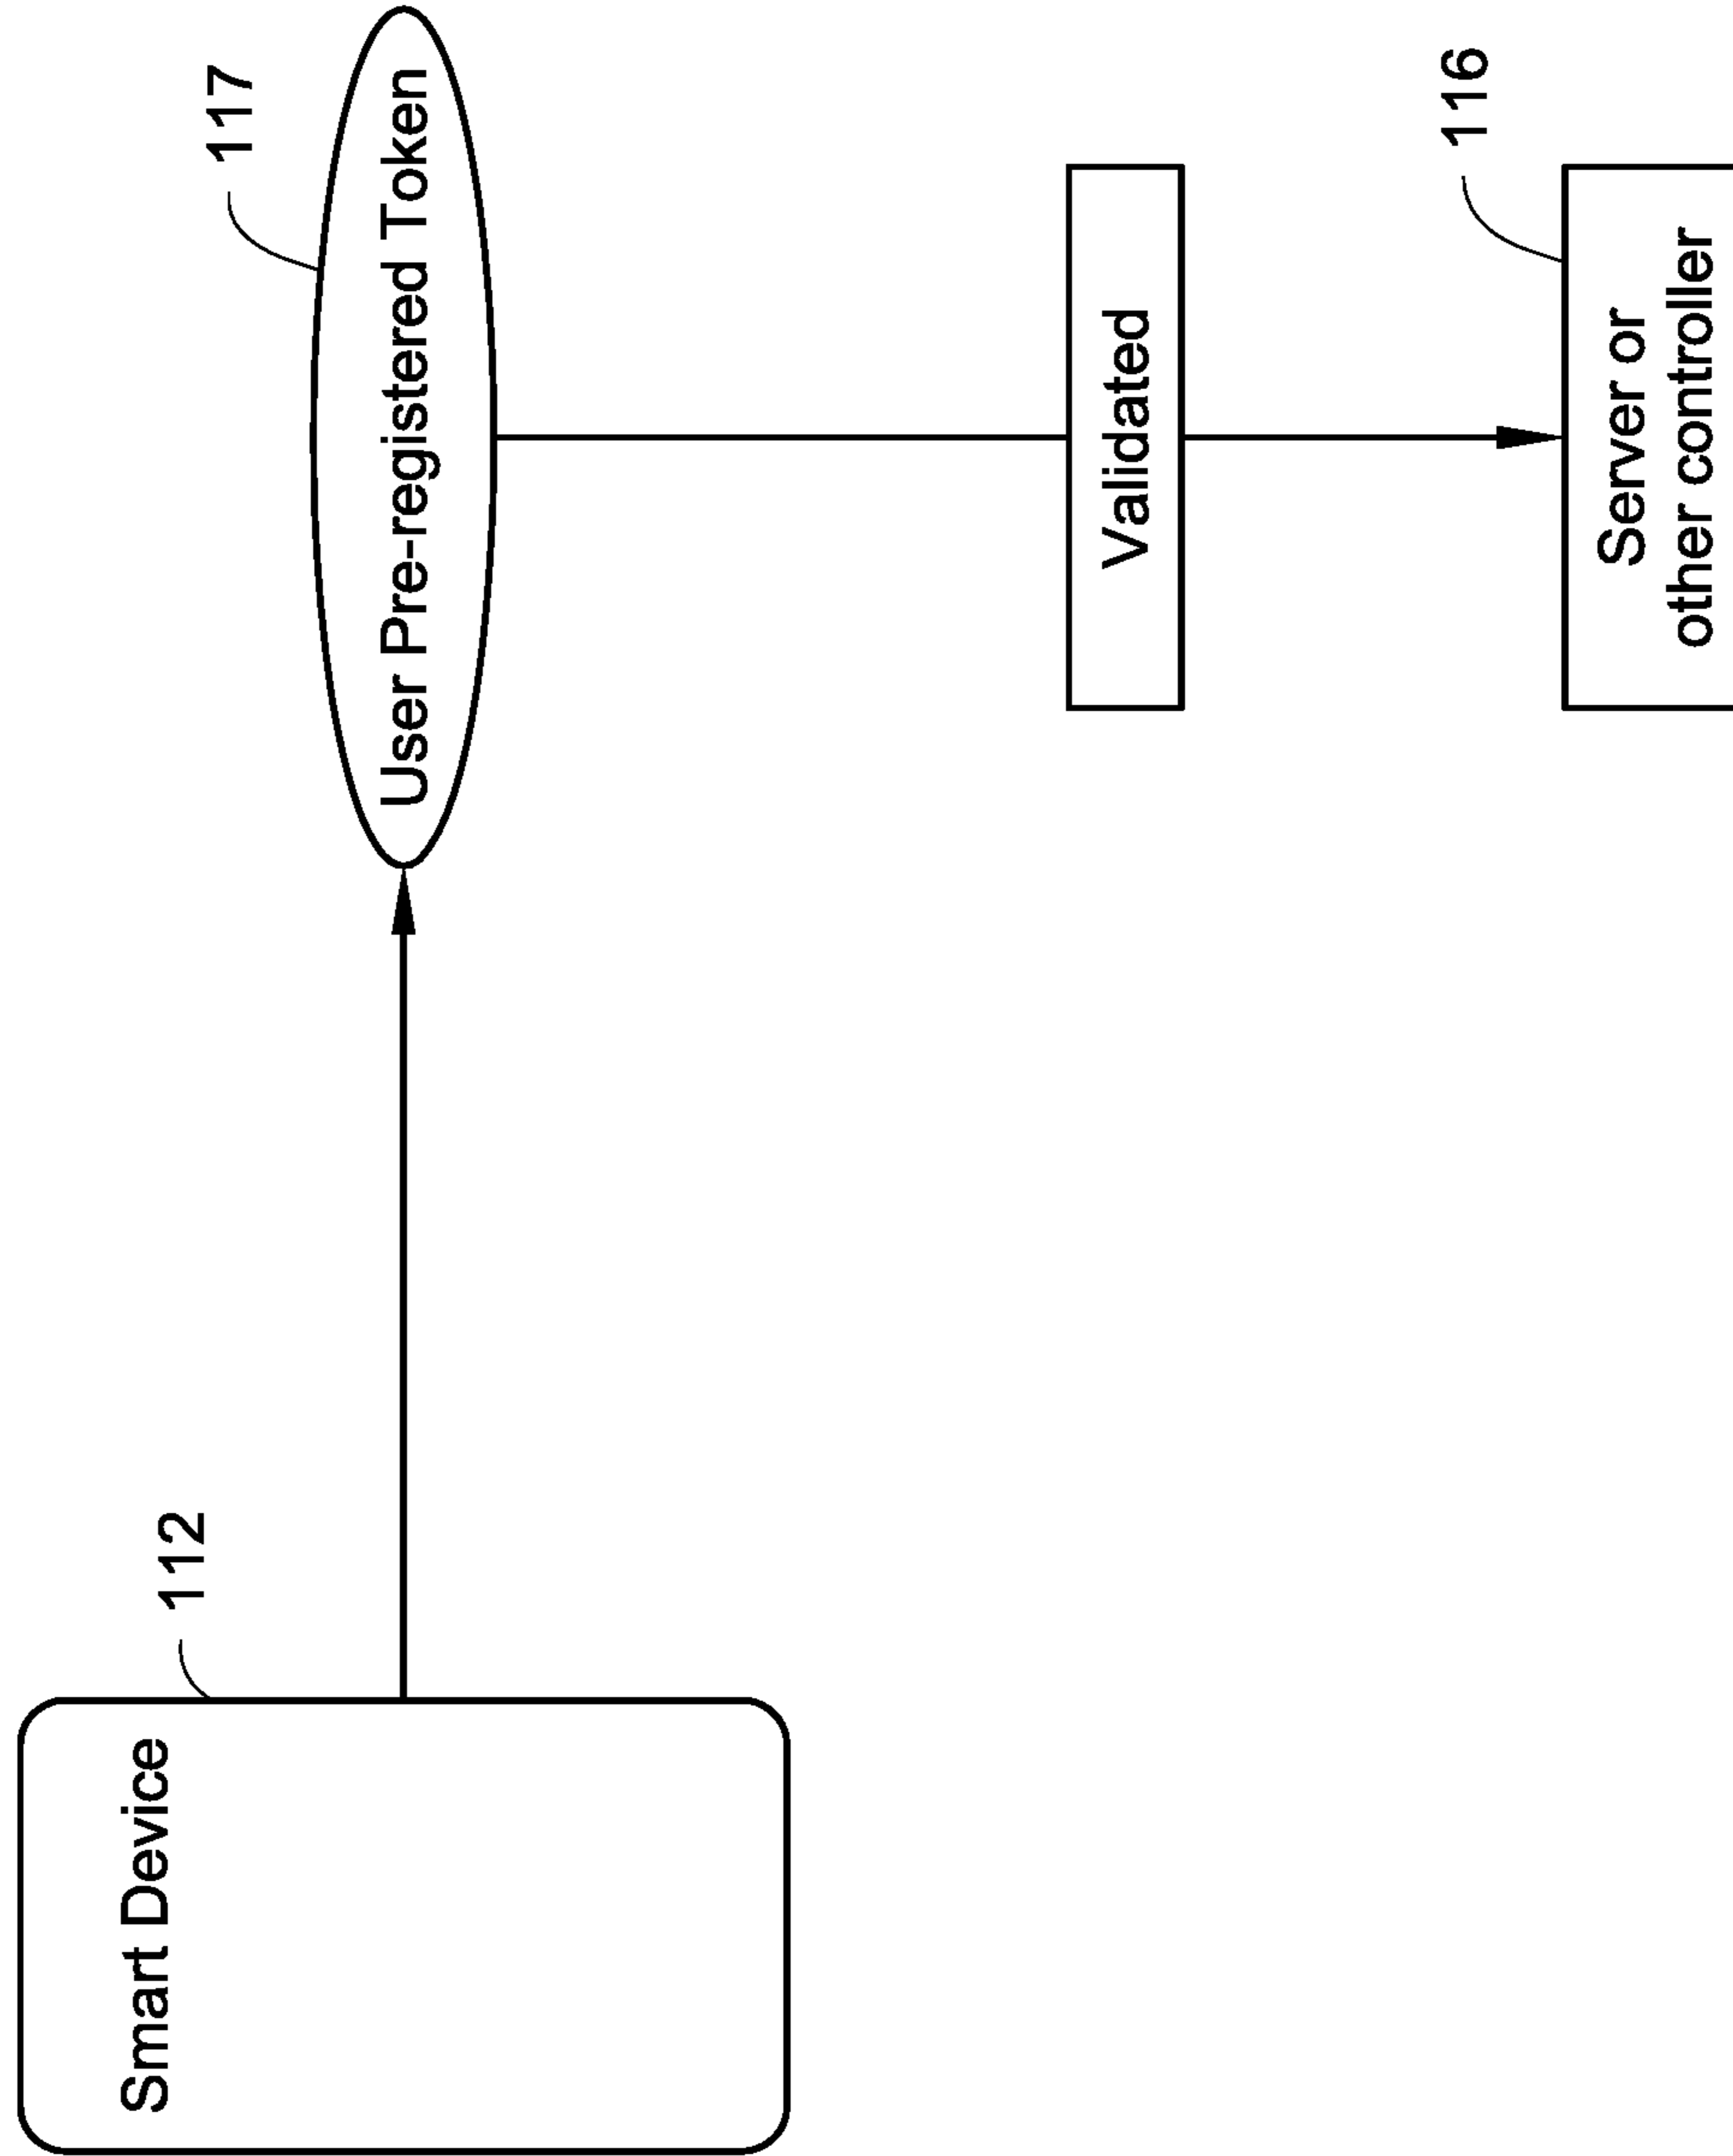 Smart Device
112
117
User Pre-registered Token
Validated
116
Server or
other controller